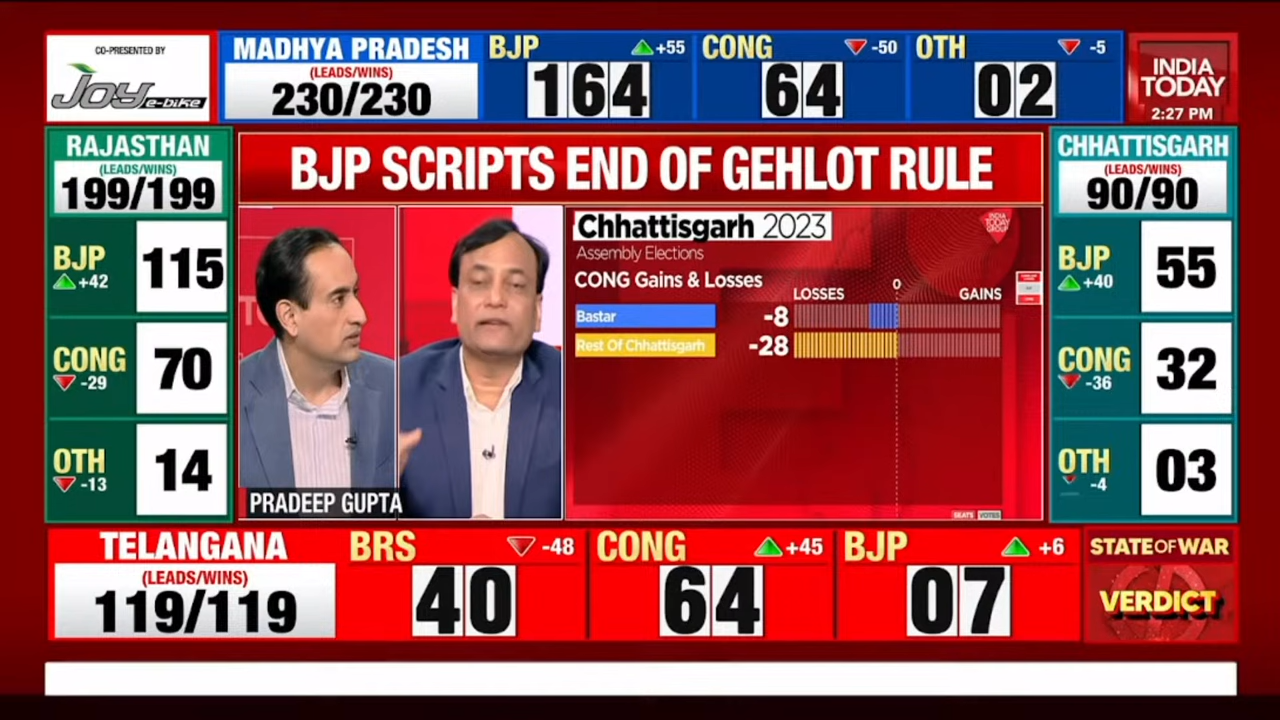 CO-PRESENTED BY
Joy e-bike
MADHYA PRADESH
(LEADS/WINS)
230/230
BJP +55
164
CONG -50
64
OTH -5
02
INDIA
TODAY
2:27 PM
RAJASTHAN
(LEADS/WINS)
199/199
BJP
+42
115
CONG
-29
70
OTH
-13
14
BJP SCRIPTS END OF GEHLOT RULE
PRADEEP GUPTA
Chhattisgarh 2023
INDIA
TODAY
GROUP
Assembly Elections
CONG Gains & Losses
LOSSES 0 GAINS
Bastar -8
Rest Of Chhattisgarh -28
SEATS VOTES
CHHATTISGARH
(LEADS/WINS)
90/90
BJP
+40
55
CONG
-36
32
OTH
-4
03
TELANGANA
(LEADS/WINS)
119/119
BRS -48
40
CONG +45
64
BJP +6
07
STATE OF WAR
VERDICT